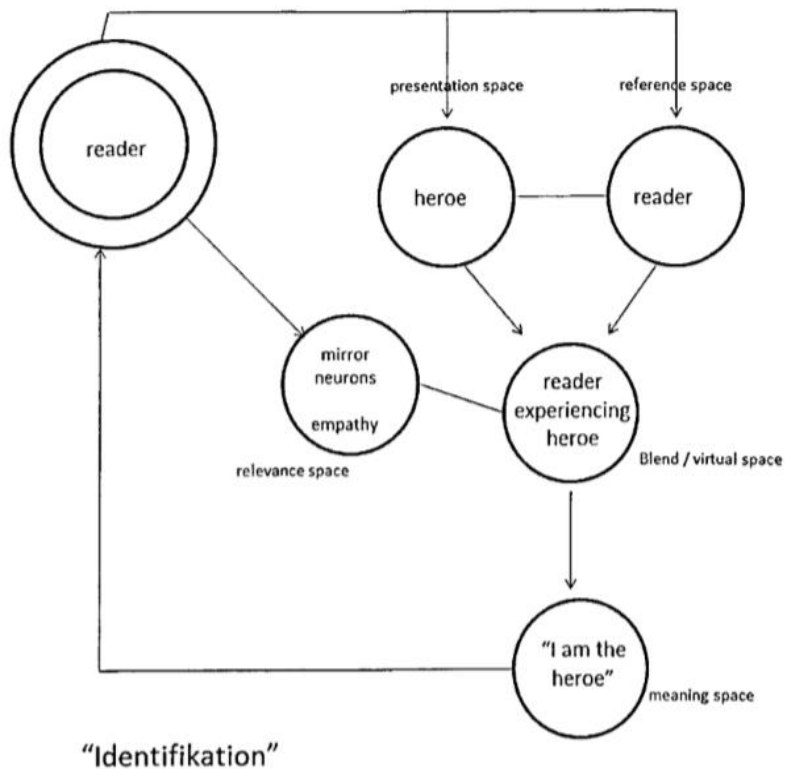 presentation space
reference space
reader
heroe
reader
mirror
neurons
empathy
relevance space
reader
experiencing
heroe
Blend / virtual space
"I am the
heroe"
meaning space
"Identifikation"